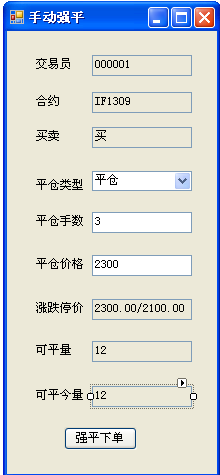 手动强平
交易员 000001
合约 IF1309
买卖 买
平仓类型 平仓
平仓手数 3
平仓价格 2300
涨跌停价 2300.00/2100.00
可平量 12
可平今量 12
强平下单